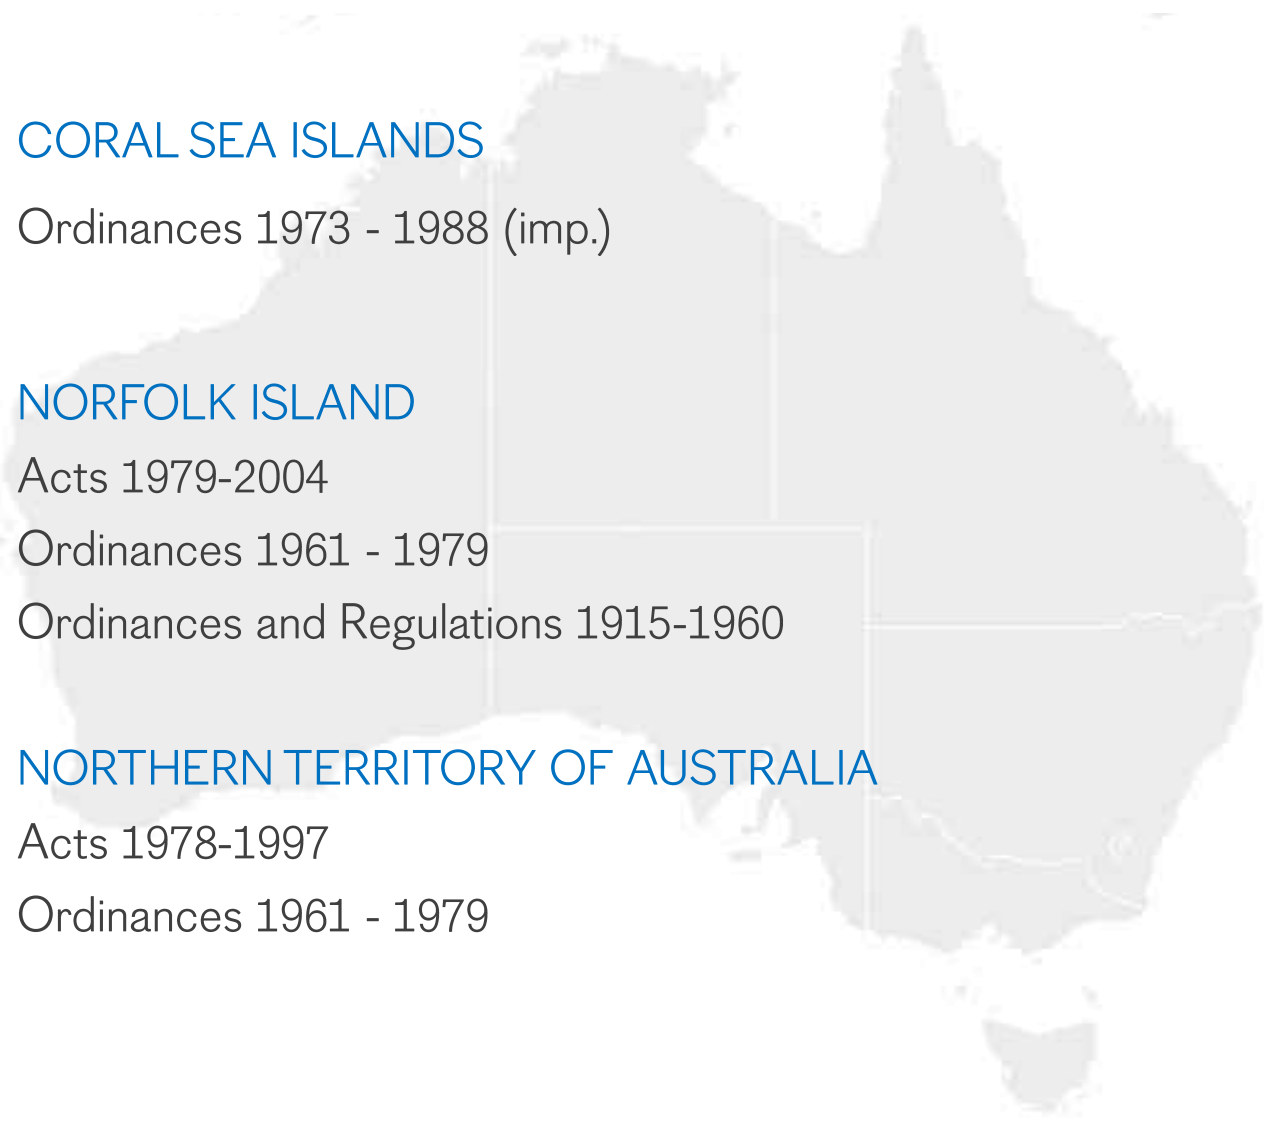 CORAL SEA ISLANDS
Ordinances 1973 - 1988 (imp.)
NORFOLK ISLAND
Acts 1979-2004
Ordinances 1961 - 1979
Ordinances and Regulations 1915-1960
NORTHERN TERRITORY OF AUSTRALIA
Acts 1978-1997
Ordinances 1961 - 1979